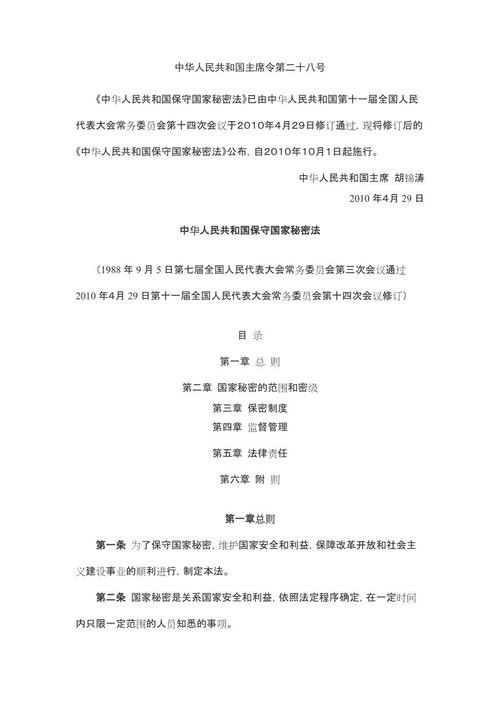 中华人民共和国主席令第二十八号
《中华人民共和国保守国家秘密法》已由中华人民共和国第十一届全国人民
代表大会常务委员会第十四次会议于2010年4月29日修订通过，现将修订后的
《中华人民共和国保守国家秘密法》公布，自2010年10月1日起施行。
中华人民共和国主席 胡锦涛
2010 年4月 29 日
中华人民共和国保守国家秘密法
（1988 年 9 月 5 日第七届全国人民代表大会常务委员会第三次会议通过
2010 年4月 29 日第十一届全国人民代表大会常务委员会第十四次会议修订）
目 录
第一章 总 则
第二章 国家秘密的范围和密级
第三章 保密制度
第四章 监督管理
第五章 法律责任
第六章 附 则
第一章总则
第一条 为了保守国家秘密，维护国家安全和利益，保障改革开放和社会主
义建设事业的顺利进行，制定本法。
第二条 国家秘密是关系国家安全和利益，依照法定程序确定，在一定时间
内只限一定范围的人员知悉的事项。